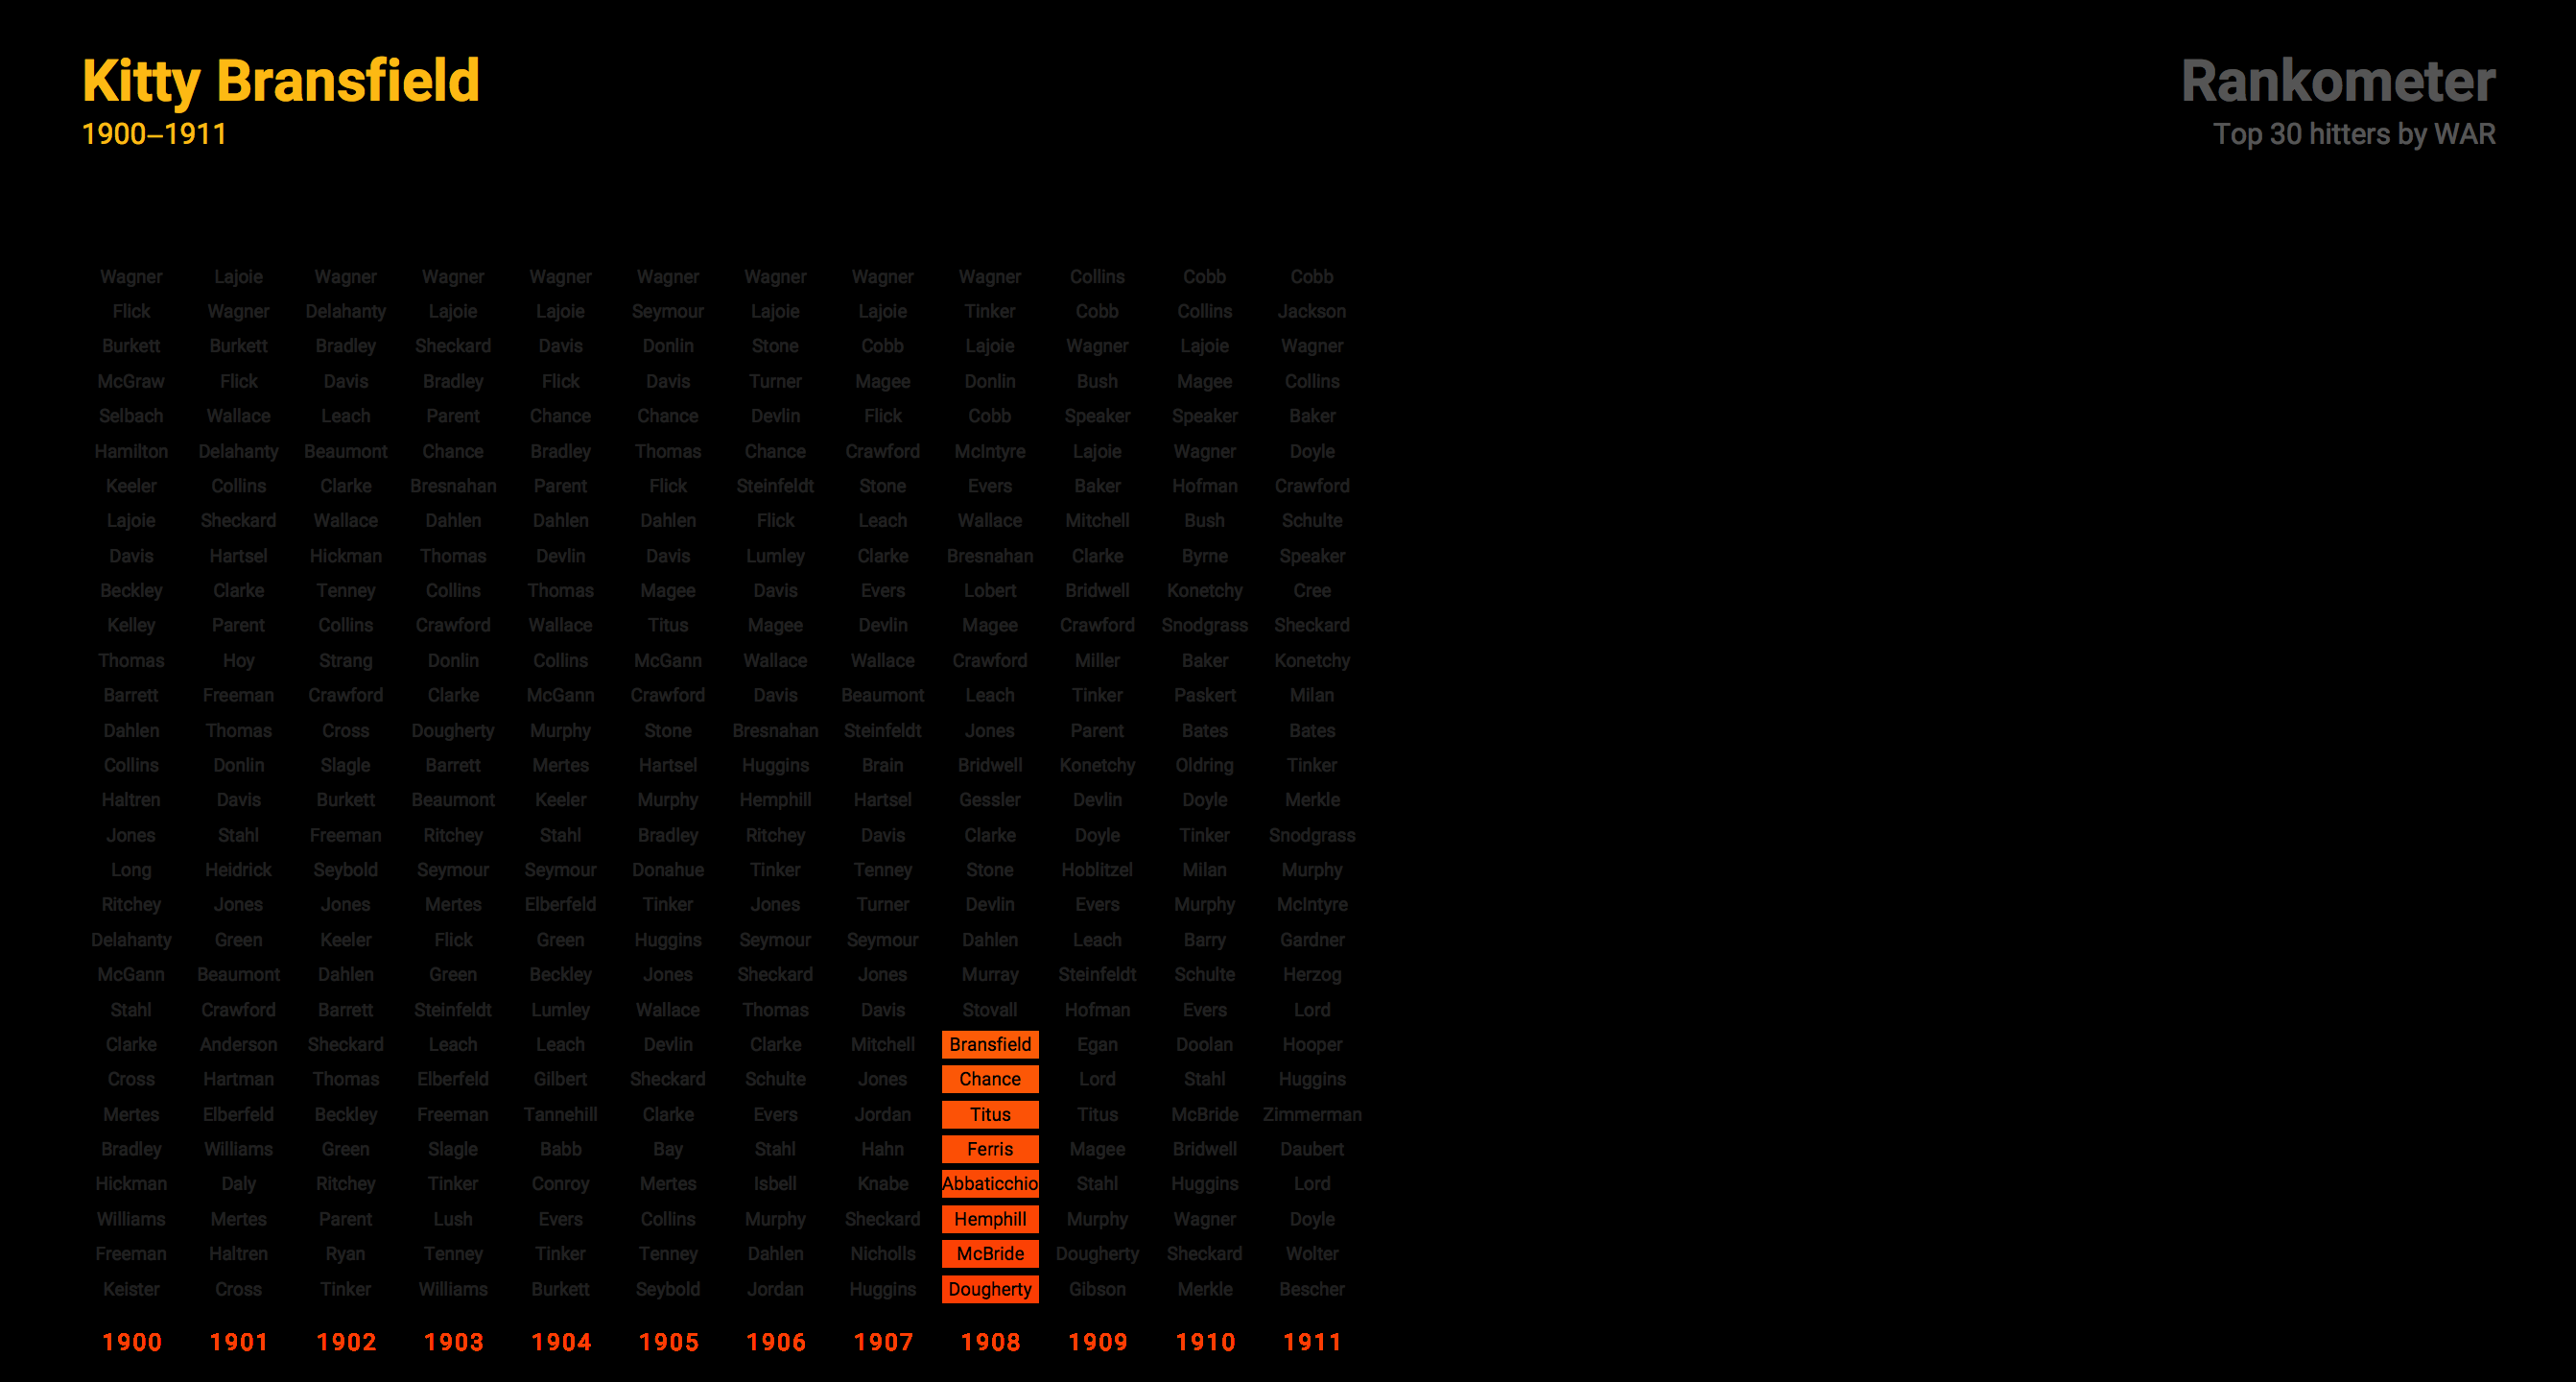 Kitty Bransfield
1900–1911
Rankometer
Top 30 hitters by WAR
Wagner Lajoie Wagner Wagner Wagner Wagner Wagner Wagner Wagner Collins Cobb Cobb
Flick Wagner Delahanty Lajoie Lajoie Seymour Lajoie Lajoie Tinker Cobb Collins Jackson
Burkett Burkett Bradley Sheckard Davis Donlin Stone Cobb Lajoie Wagner Lajoie Wagner
McGraw Flick Davis Bradley Flick Davis Turner Magee Donlin Bush Magee Collins
Selbach Wallace Leach Parent Chance Chance Devlin Flick Cobb Speaker Speaker Baker
Hamilton Delahanty Beaumont Chance Bradley Thomas Chance Crawford McIntyre Lajoie Wagner Doyle
Keeler Collins Clarke Bresnahan Parent Flick Steinfeldt Stone Evers Baker Hofman Crawford
Lajoie Sheckard Wallace Dahlen Dahlen Dahlen Flick Leach Wallace Mitchell Bush Schulte
Davis Hartsel Hickman Thomas Devlin Davis Lumley Clarke Bresnahan Clarke Byrne Speaker
Beckley Clarke Tenney Collins Thomas Magee Davis Evers Lobert Bridwell Konetchy Cree
Kelley Parent Collins Crawford Wallace Titus Magee Devlin Magee Crawford Snodgrass Sheckard
Thomas Hoy Strang Donlin Collins McGann Wallace Wallace Crawford Miller Baker Konetchy
Barrett Freeman Crawford Clarke McGann Crawford Davis Beaumont Leach Tinker Paskert Milan
Dahlen Thomas Cross Dougherty Murphy Stone Bresnahan Steinfeldt Jones Parent Bates Bates
Collins Donlin Slagle Barrett Mertes Hartsel Huggins Brain Bridwell Konetchy Oldring Tinker
Haltren Davis Burkett Beaumont Keeler Murphy Hemphill Hartsel Gessler Devlin Doyle Merkle
Jones Stahl Freeman Ritchey Stahl Bradley Ritchey Davis Clarke Doyle Tinker Snodgrass
Long Heidrick Seybold Seymour Seymour Donahue Tinker Tenney Stone Hoblitzel Milan Murphy
Ritchey Jones Jones Mertes Elberfeld Tinker Jones Turner Devlin Evers Murphy McIntyre
Delahanty Green Keeler Flick Green Huggins Seymour Seymour Dahlen Leach Barry Gardner
McGann Beaumont Dahlen Green Beckley Jones Sheckard Jones Murray Steinfeldt Schulte Herzog
Stahl Crawford Barrett Steinfeldt Lumley Wallace Thomas Davis Stovall Hofman Evers Lord
Clarke Anderson Sheckard Leach Leach Devlin Clarke Mitchell Bransfield Egan Doolan Hooper
Cross Hartman Thomas Elberfeld Gilbert Sheckard Schulte Jones Chance Lord Stahl Huggins
Mertes Elberfeld Beckley Freeman Tannehill Clarke Evers Jordan Titus Titus McBride Zimmerman
Bradley Williams Green Slagle Babb Bay Stahl Hahn Ferris Magee Bridwell Daubert
Hickman Daly Ritchey Tinker Conroy Mertes Isbell Knabe Abbaticchio Stahl Huggins Lord
Williams Mertes Parent Lush Evers Collins Murphy Sheckard Hemphill Murphy Wagner Doyle
Freeman Haltren Ryan Tenney Tinker Tenney Dahlen Nicholls McBride Dougherty Sheckard Wolter
Keister Cross Tinker Williams Burkett Seybold Jordan Huggins Dougherty Gibson Merkle Bescher
1900 1901 1902 1903 1904 1905 1906 1907 1908 1909 1910 1911